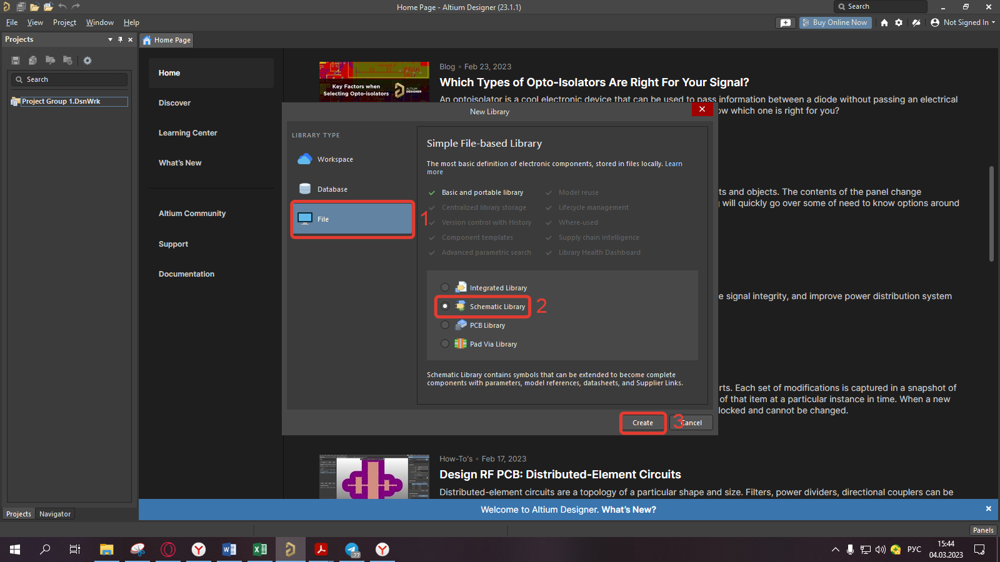 Home Page - Altium Designer (23.1.1)
Search
File View Project Window Help
Buy Online Now
Not Signed In
Projects
Home Page
Search
Project Group 1.DsnWrk
Home
Discover
Learning Center
What's New
Altium Community
Support
Documentation
Key Factors when
Selecting Opto-isolators
ALTIUM
DESIGNER
Blog • Feb 23, 2023
Which Types of Opto-Isolators Are Right For Your Signal?
An optoisolator is a cool electronic device that can be used to pass information between a diode without passing an electrical
ow which one is right for you?
New Library
LIBRARY TYPE
Workspace
Database
File
1
Simple File-based Library
The most basic definition of electronic components, stored in files locally. Learn
more
Basic and portable library
Model reuse
Centralized library storage
Lifecycle management
Version control with History
Where-used
Component templates
Supply chain intelligence
Advanced parametric search
Library Health Dashboard
Integrated Library
Schematic Library
2
PCB Library
Pad Via Library
Schematic Library contains symbols that can be extended to become complete
components with parameters, model references, datasheets, and Supplier Links.
Create
3
Cancel
ts and objects. The contents of the panel change
will quickly go over some of need to know options around
e signal integrity, and improve power distribution system
rts. Each set of modifications is captured in a snapshot of
of that item at a particular instance in time. When a new
locked and cannot be changed.
How-To's • Feb 17, 2023
Design RF PCB: Distributed-Element Circuits
Distributed-element circuits are a topology of a particular shape and size. Filters, power dividers, directional couplers can be
Welcome to Altium Designer. What's New?
Projects
Navigator
Panels
77
РУС
15:44
04.03.2023